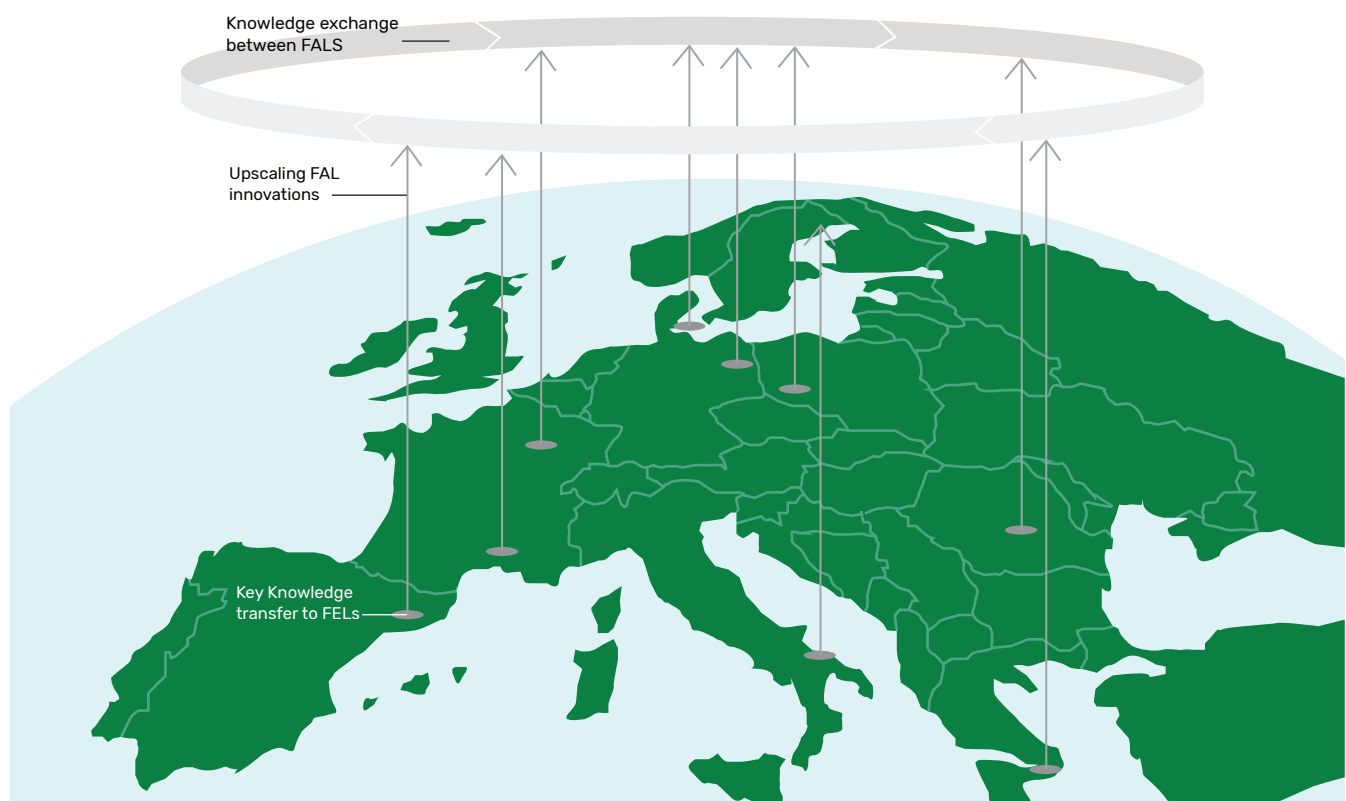 Knowledge exchange
between FALS
Upscaling FAL
innovations
Key Knowledge
transfer to FELs